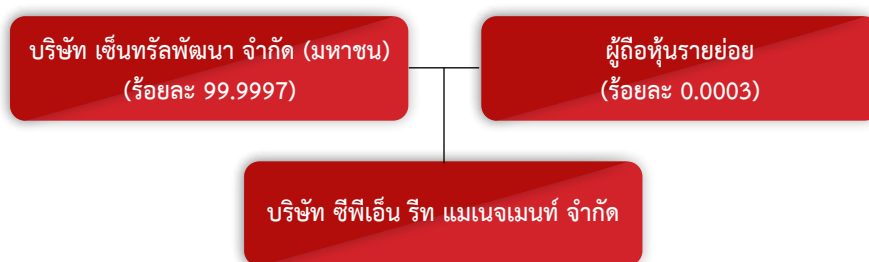 บริษัท เซ็นทรัลพัฒนา จำกัด (มหาชน)
(ร้อยละ 99.9997)
ผู้ถือหุ้นรายย่อย
(ร้อยละ 0.0003)
บริษัท ซีพีเอ็น รีท แมเนจเมนท์ จำกัด